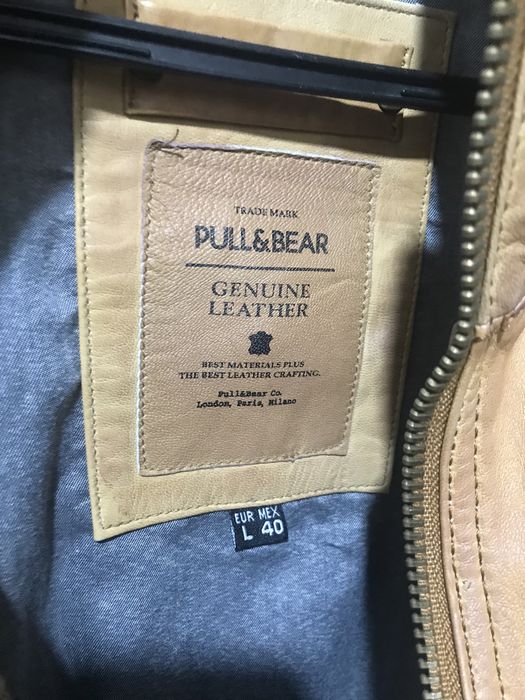 TRADE MARK
PULL&BEAR
GENUINE
LEATHER
BEST MATERIALS PLUS
THE BEST LEATHER CRAFTING.
Pull&Bear Co.
London, Paris, Milano
EUR MEX
L 40